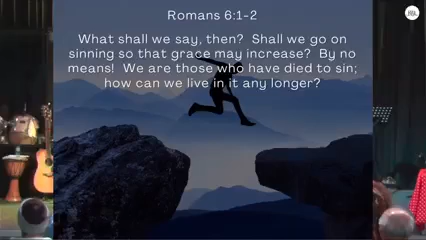 Romans 6:1-2
What shall we say, then?  Shall we go on
sinning so that grace may increase?  By no
means!  We are those who have died to sin;
how can we live in it any longer?